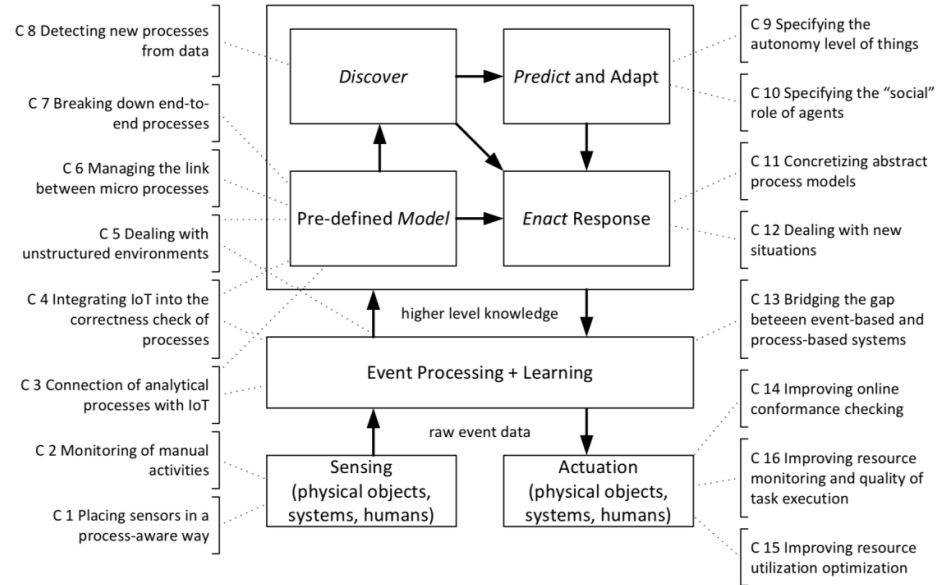 C 8 Detecting new processes
from data
C 7 Breaking down end-to-
end processes
C 6 Managing the link
between micro processes
C 5 Dealing with
unstructured environments
C 4 Integrating IoT into the
correctness check of
processes
C 3 Connection of analytical
processes with IoT
C 2 Monitoring of manual
activities
C 1 Placing sensors in a
process-aware way
Discover
Predict and Adapt
Pre-defined Model
Enact Response
higher level knowledge
Event Processing + Learning
raw event data
Sensing
(physical objects,
systems, humans)
Actuation
(physical objects,
systems, humans)
C 9 Specifying the
autonomy level of things
C 10 Specifying the “social”
role of agents
C 11 Concretizing abstract
process models
C 12 Dealing with new
situations
C 13 Bridging the gap
beteen event-based and
process-based systems
C 14 Improving online
conformance checking
C 16 Improving resource
monitoring and quality of
task execution
C 15 Improving resource
utilization optimization